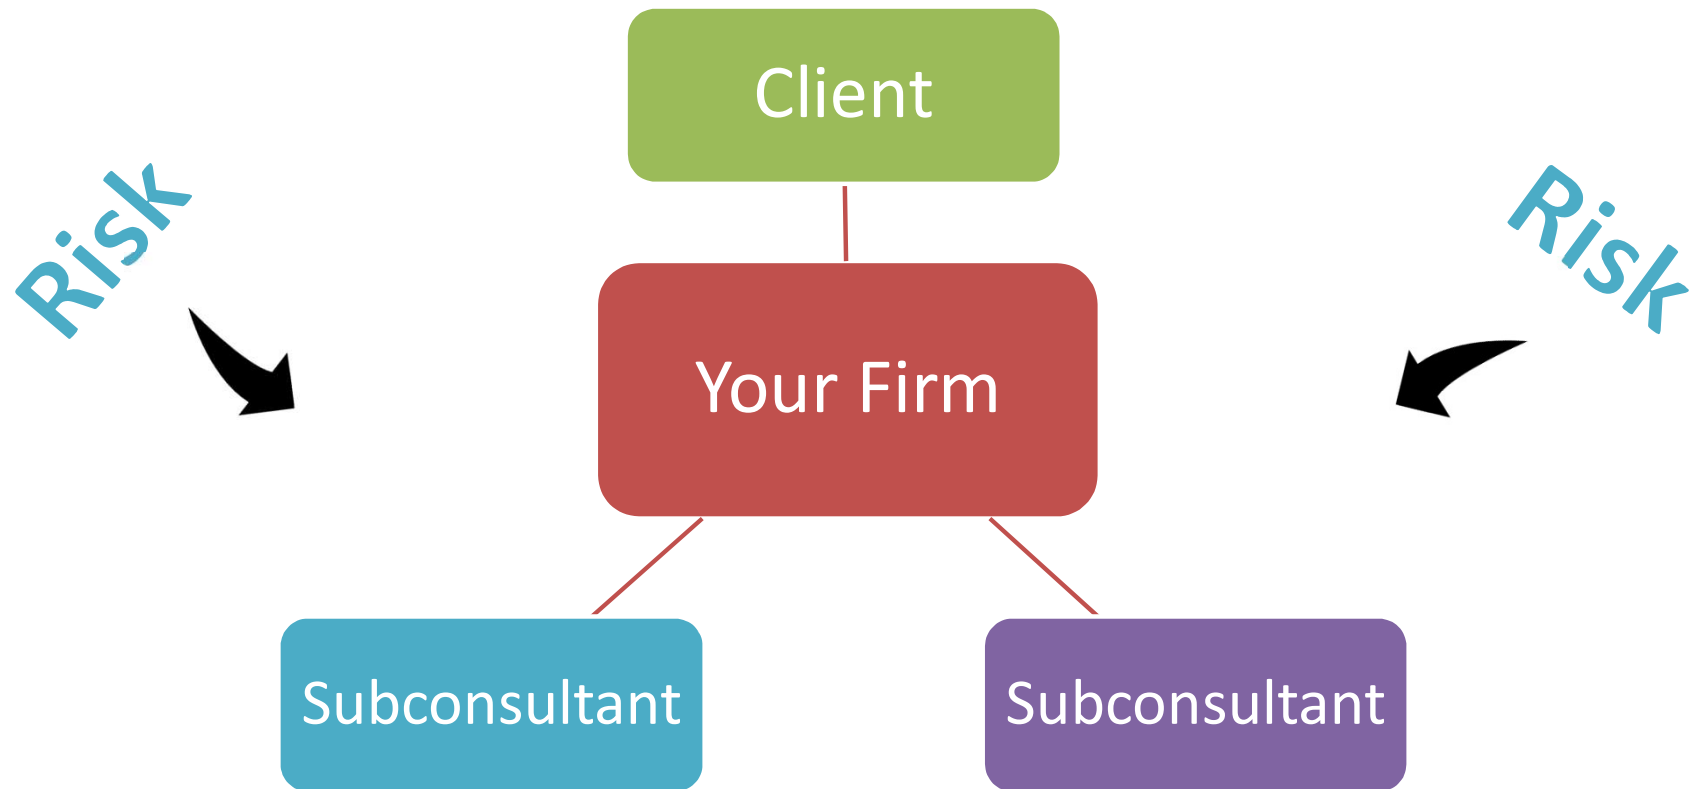 Client
Risk
Risk
Your Firm
Subconsultant
Subconsultant